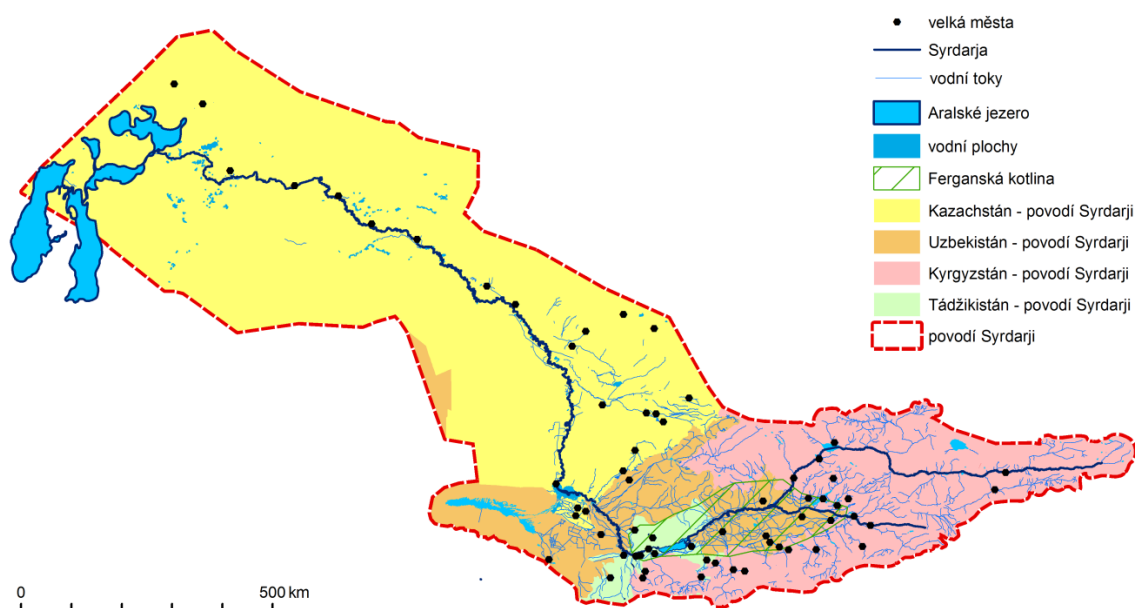 velká města
Syrdarja
vodní toky
Aralské jezero
vodní plochy
Ferganská kotlina
Kazachstán - povodí Syrdarji
Uzbekistán - povodí Syrdarji
Kyrgyzstán - povodí Syrdarji
Tádžikistán - povodí Syrdarji
povodí Syrdarji
0 500 km